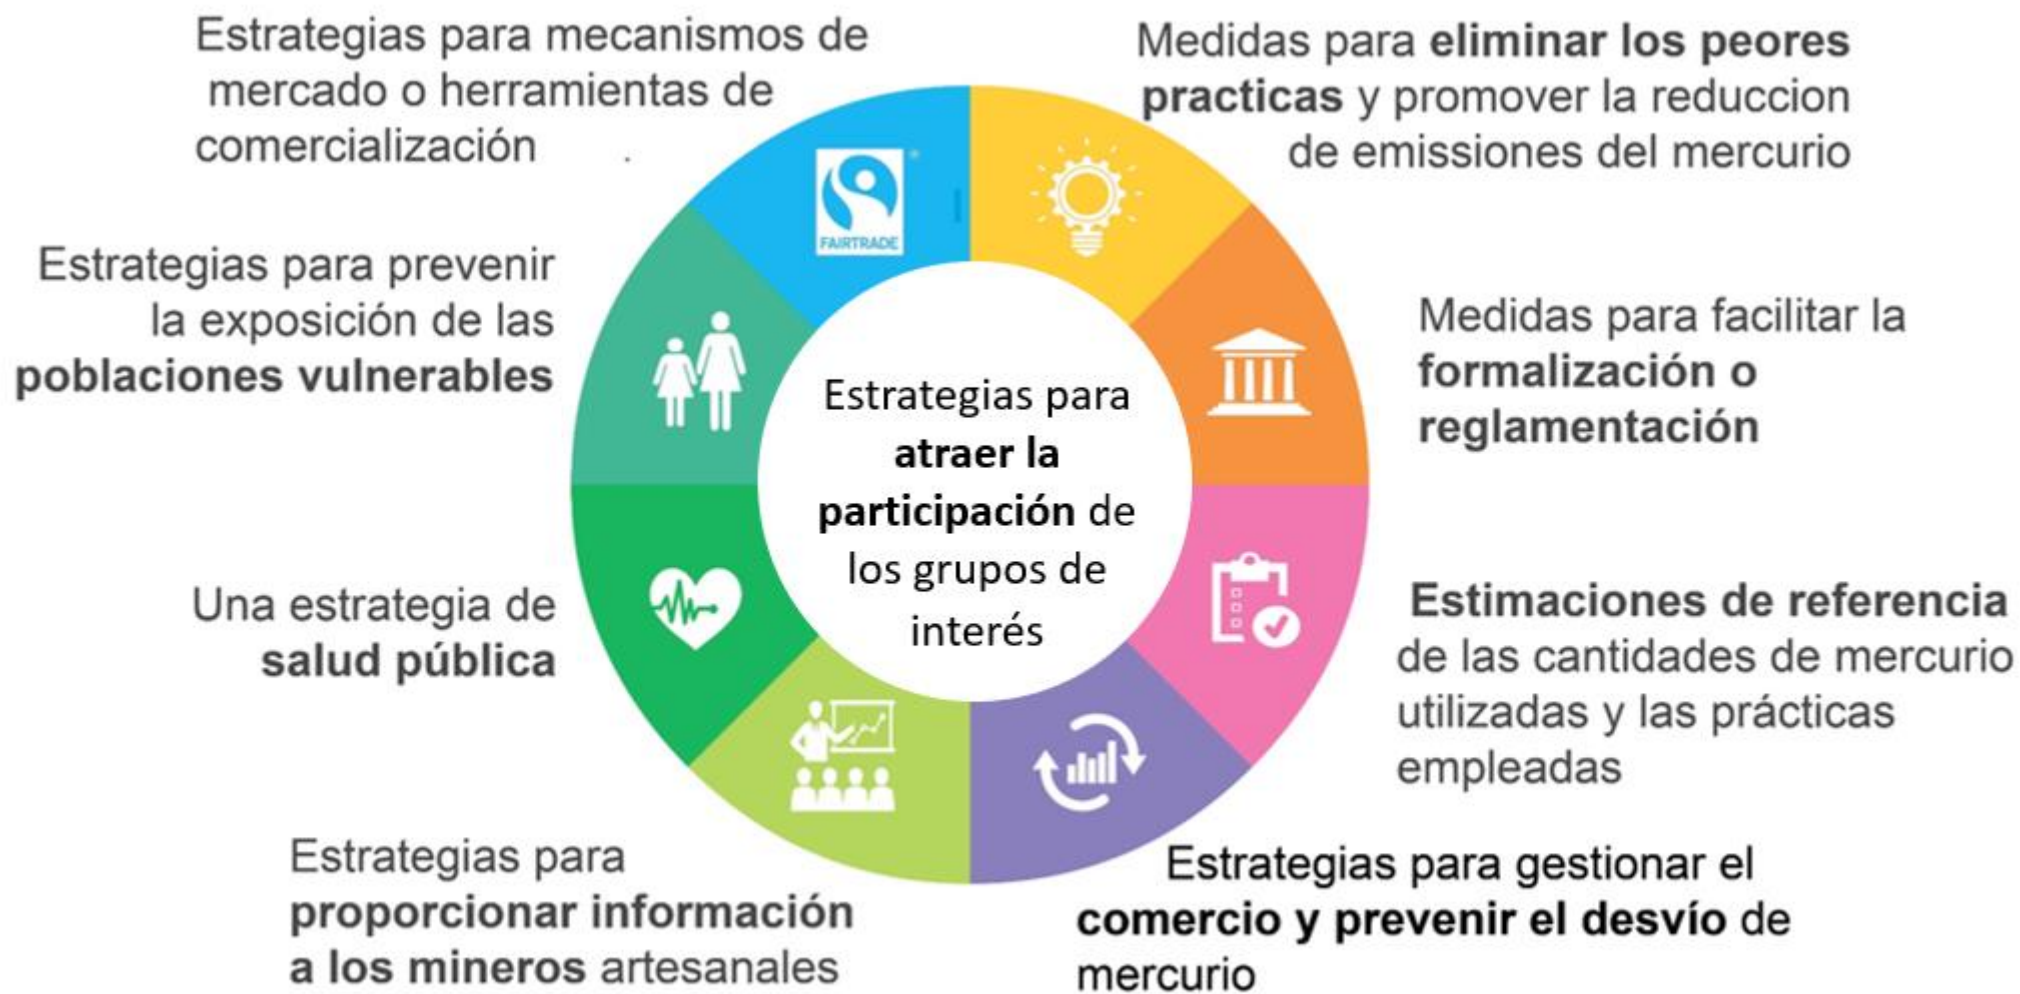 Estrategias para mecanismos de
mercado o herramientas de
comercialización
Medidas para eliminar los peores
practicas y promover la reduccion
de emissiones del mercurio
FAIRTRADE
Estrategias para prevenir
la exposición de las
poblaciones vulnerables
Medidas para facilitar la
formalización o
reglamentación
Estrategias para
atraer la
participación de
los grupos de
interés
Una estrategia de
salud pública
Estimaciones de referencia
de las cantidades de mercurio
utilizadas y las prácticas
empleadas
Estrategias para
proporcionar información
a los mineros artesanales
Estrategias para gestionar el
comercio y prevenir el desvío de
mercurio